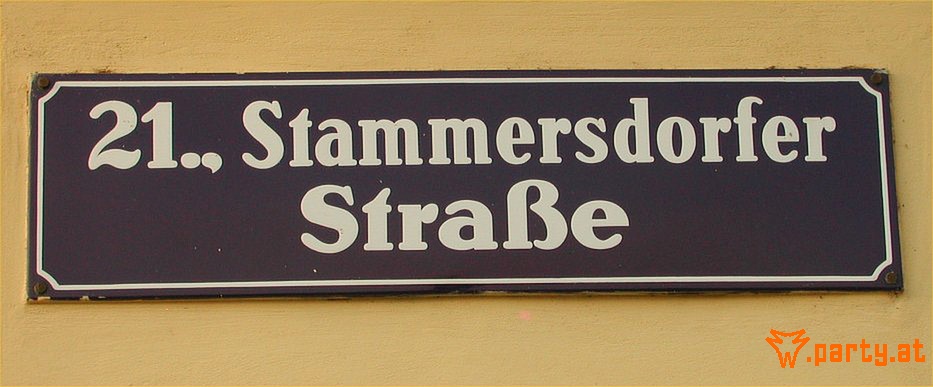 21., Stammersdorfer
Straße
w.party.at